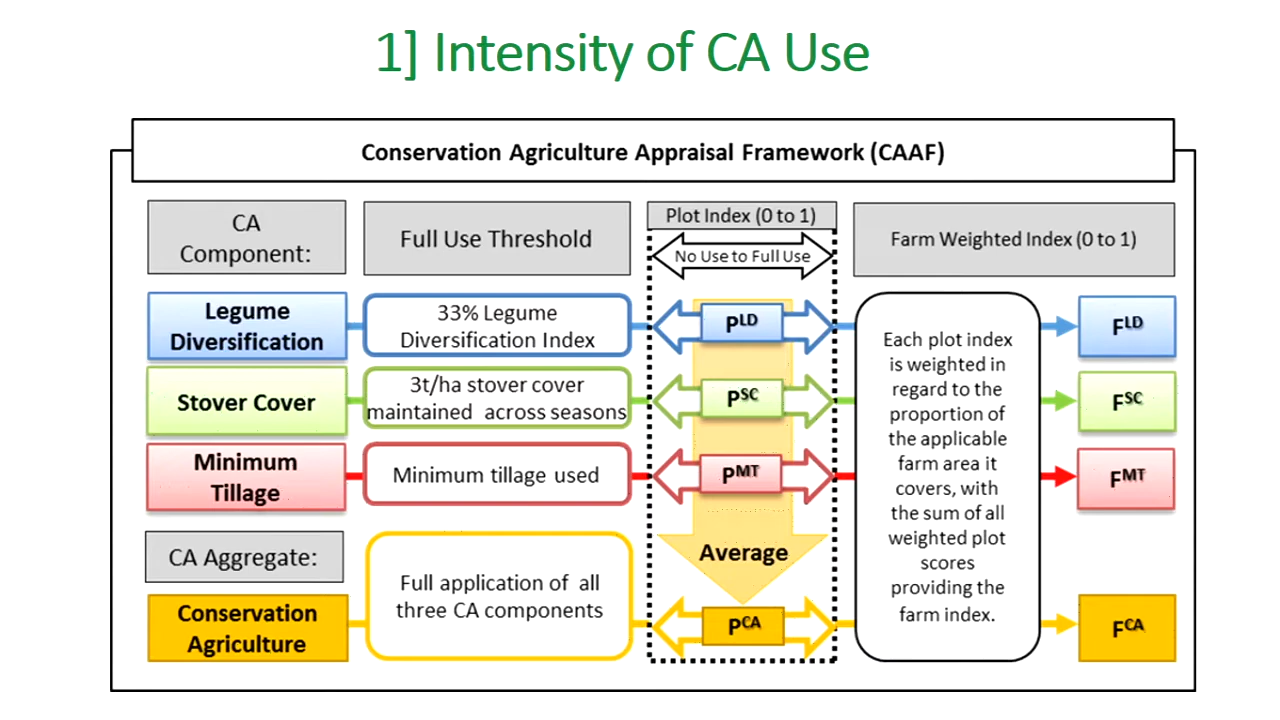 1] Intensity of CA Use
Conservation Agriculture Appraisal Framework (CAAF)
CA
Component:
Full Use Threshold
Plot Index (0 to 1)
No Use to Full Use
Farm Weighted Index (0 to 1)
Legume
Diversification
33% Legume
Diversification Index
PLD
FLD
Stover Cover
3t/ha stover cover
maintained across seasons
PSC
FSC
Minimum
Tillage
Minimum tillage used
PMT
FMT
Each plot index
is weighted in
regard to the
proportion of
the applicable
farm area it
covers, with
the sum of all
weighted plot
scores
providing the
farm index.
Average
CA Aggregate:
Conservation
Agriculture
Full application of all
three CA components
PCA
FCA